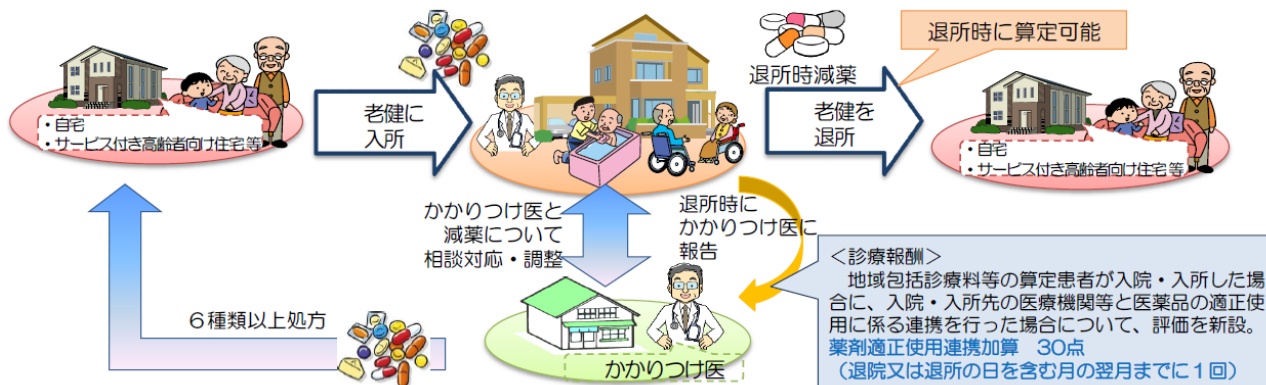 ・自宅
・サービス付き高齢者向け住宅 等
老健に
入所
退所時減薬
老健を
退所
退所時に算定可能
・自宅
・サービス付き高齢者向け住宅 等
かかりつけ医と
減薬について
相談対応・調整
退所時に
かかりつけ医に
報告
６種類以上処方
かかりつけ医
＜診療報酬＞
地域包括診療料等の算定患者が入院・入所した場
合に、入院・入所先の医療機関等と医薬品の適正使
用に係る連携を行った場合について、評価を新設。
薬剤適正使用連携加算　30点
（退院又は退所の日を含む月の翌月までに１回）